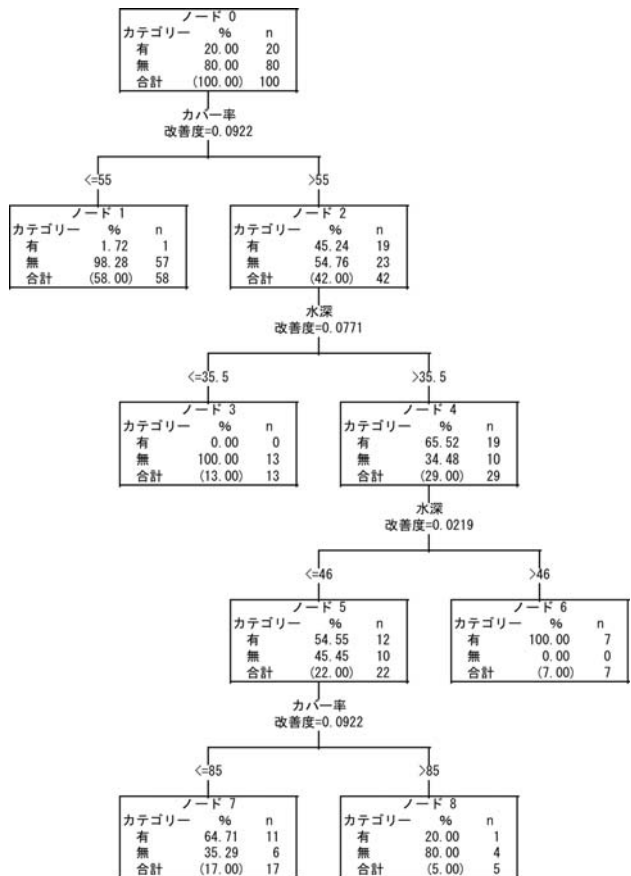 ノード 0
カテゴリー % n
有 20.00 20
無 80.00 80
合計 (100.00) 100
カバー率
改善度=0.0922
<=55
>55
ノード 1
カテゴリー % n
有 1.72 1
無 98.28 57
合計 (58.00) 58
ノード 2
カテゴリー % n
有 45.24 19
無 54.76 23
合計 (42.00) 42
水深
改善度=0.0771
<=35.5
>35.5
ノード 3
カテゴリー % n
有 0.00 0
無 100.00 13
合計 (13.00) 13
ノード 4
カテゴリー % n
有 65.52 19
無 34.48 10
合計 (29.00) 29
水深
改善度=0.0219
<=46
>46
ノード 5
カテゴリー % n
有 54.55 12
無 45.45 10
合計 (22.00) 22
ノード 6
カテゴリー % n
有 100.00 7
無 0.00 0
合計 (7.00) 7
カバー率
改善度=0.0922
<=85
>85
ノード 7
カテゴリー % n
有 64.71 11
無 35.29 6
合計 (17.00) 17
ノード 8
カテゴリー % n
有 20.00 1
無 80.00 4
合計 (5.00) 5